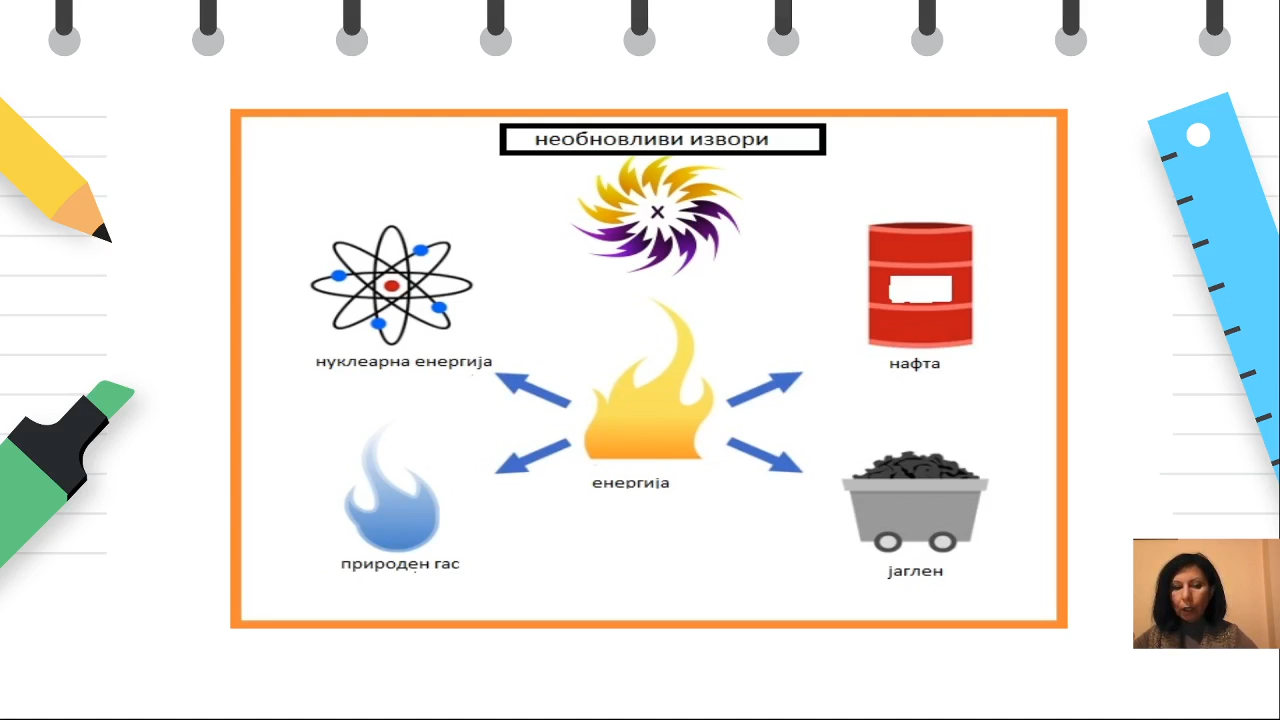 необновливи извори
x
нуклеарна енергија
нафта
енергија
природен гас
јаглен